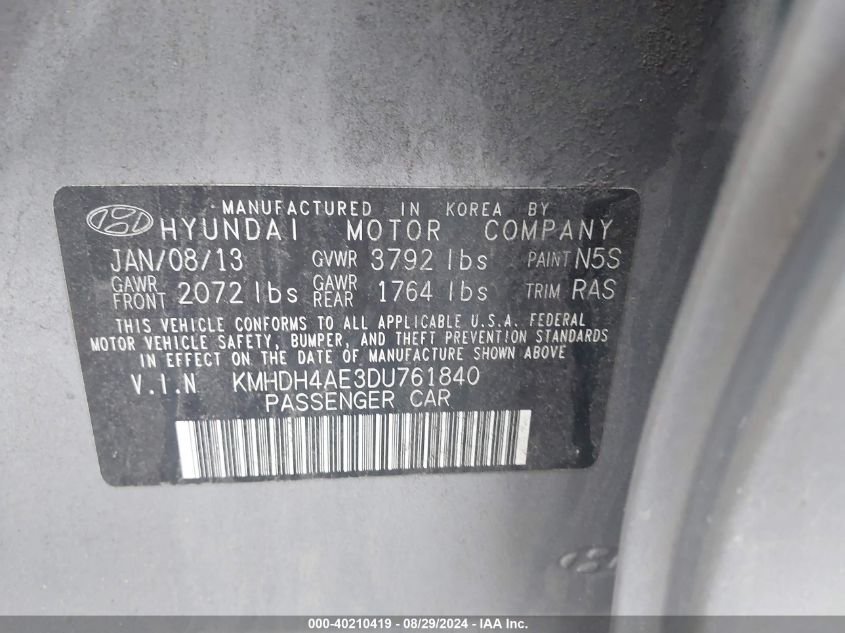 MANUFACTURED IN KOREA BY
HYUNDAI MOTOR COMPANY
JAN/08/13 GVWR 3792 lbs PAINT N5S
GAWR FRONT 2072 lbs GAWR REAR 1764 lbs TRIM RAS
THIS VEHICLE CONFORMS TO ALL APPLICABLE U.S.A. FEDERAL
MOTOR VEHICLE SAFETY, BUMPER, AND THEFT PREVENTION STANDARDS
IN EFFECT ON THE DATE OF MANUFACTURE SHOWN ABOVE
V.I.N KMHDH4AE3DU761840
PASSENGER CAR
000-40210419 - 08/29/2024 - IAA Inc.